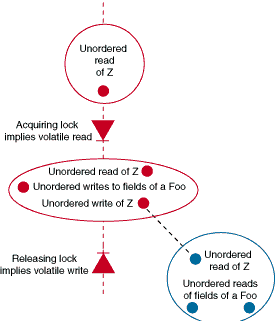 Unordered
read
of Z
Acquiring lock
implies volatile read
Unordered read of Z
Unordered writes to fields of a Foo
Unordered write of Z
Releasing lock
implies volatile write
Unordered
read of Z
Unordered reads
of fields of a Foo